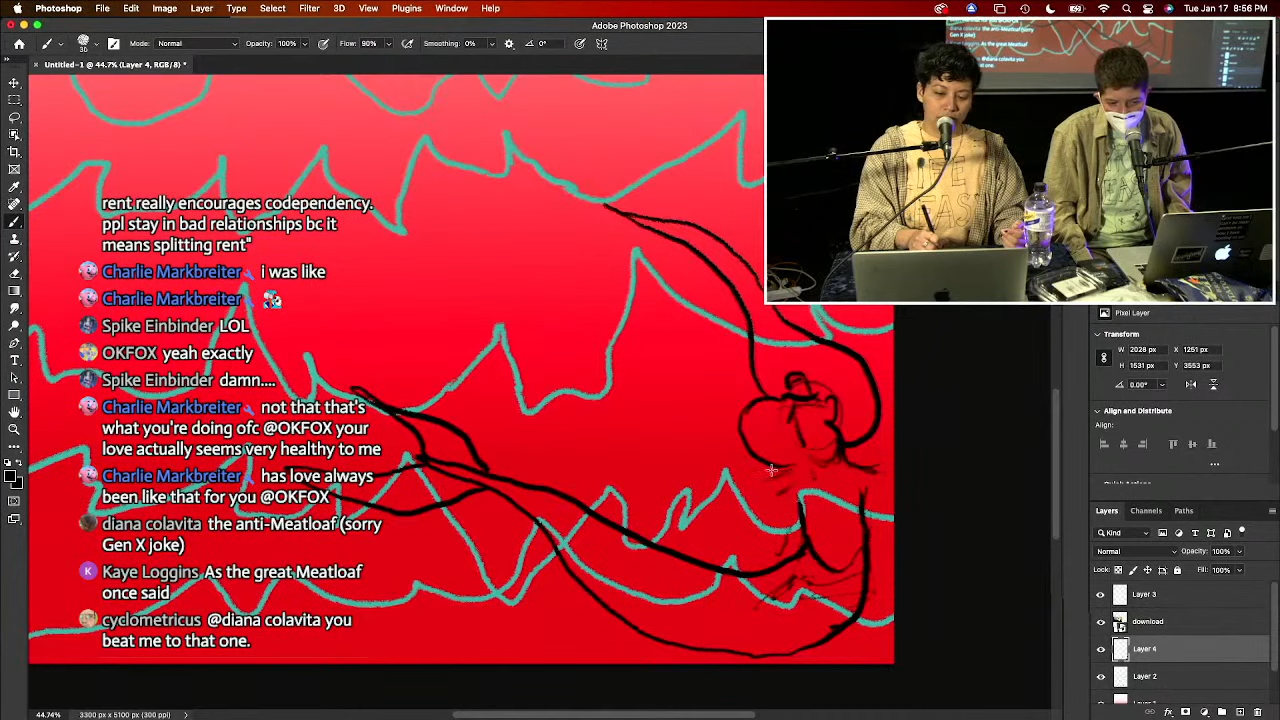 Photoshop File Edit Image Layer Type Select Filter 3D View Plugins Window Help Tue Jan 17 8:56 PM
Adobe Photoshop 2023
Mode: Normal 100% Flow: 98% Smoothing: 0% 0°
Untitled-1 @ 44.7% (Layer 4, RGB/8) *
rent really encourages codependency.
ppl stay in bad relationships bc it
means splitting rent"
Charlie Markbreiter i was like
Charlie Markbreiter
Spike Einbinder LOL
OKFOX yeah exactly
Spike Einbinder damn....
Charlie Markbreiter not that that's
what you're doing ofc @OKFOX your
love actually seems very healthy to me
Charlie Markbreiter has love always
been like that for you @OKFOX
diana colavita the anti-Meatloaf (sorry
Gen X joke)
Kaye Loggins As the great Meatloaf
once said
cyclometricus @diana colavita you
beat me to that one.
Pixel Layer
Transform
W: 2028 px X: 1251 px
H: 1531 px Y: 3553 px
0.00°
Align and Distribute
Align:
Layers Channels Paths
Kind
Normal Opacity: 100%
Lock: Fill: 100%
Layer 3
download
Layer 4
Layer 2
44.74% 3300 px x 5100 px (300 ppi)